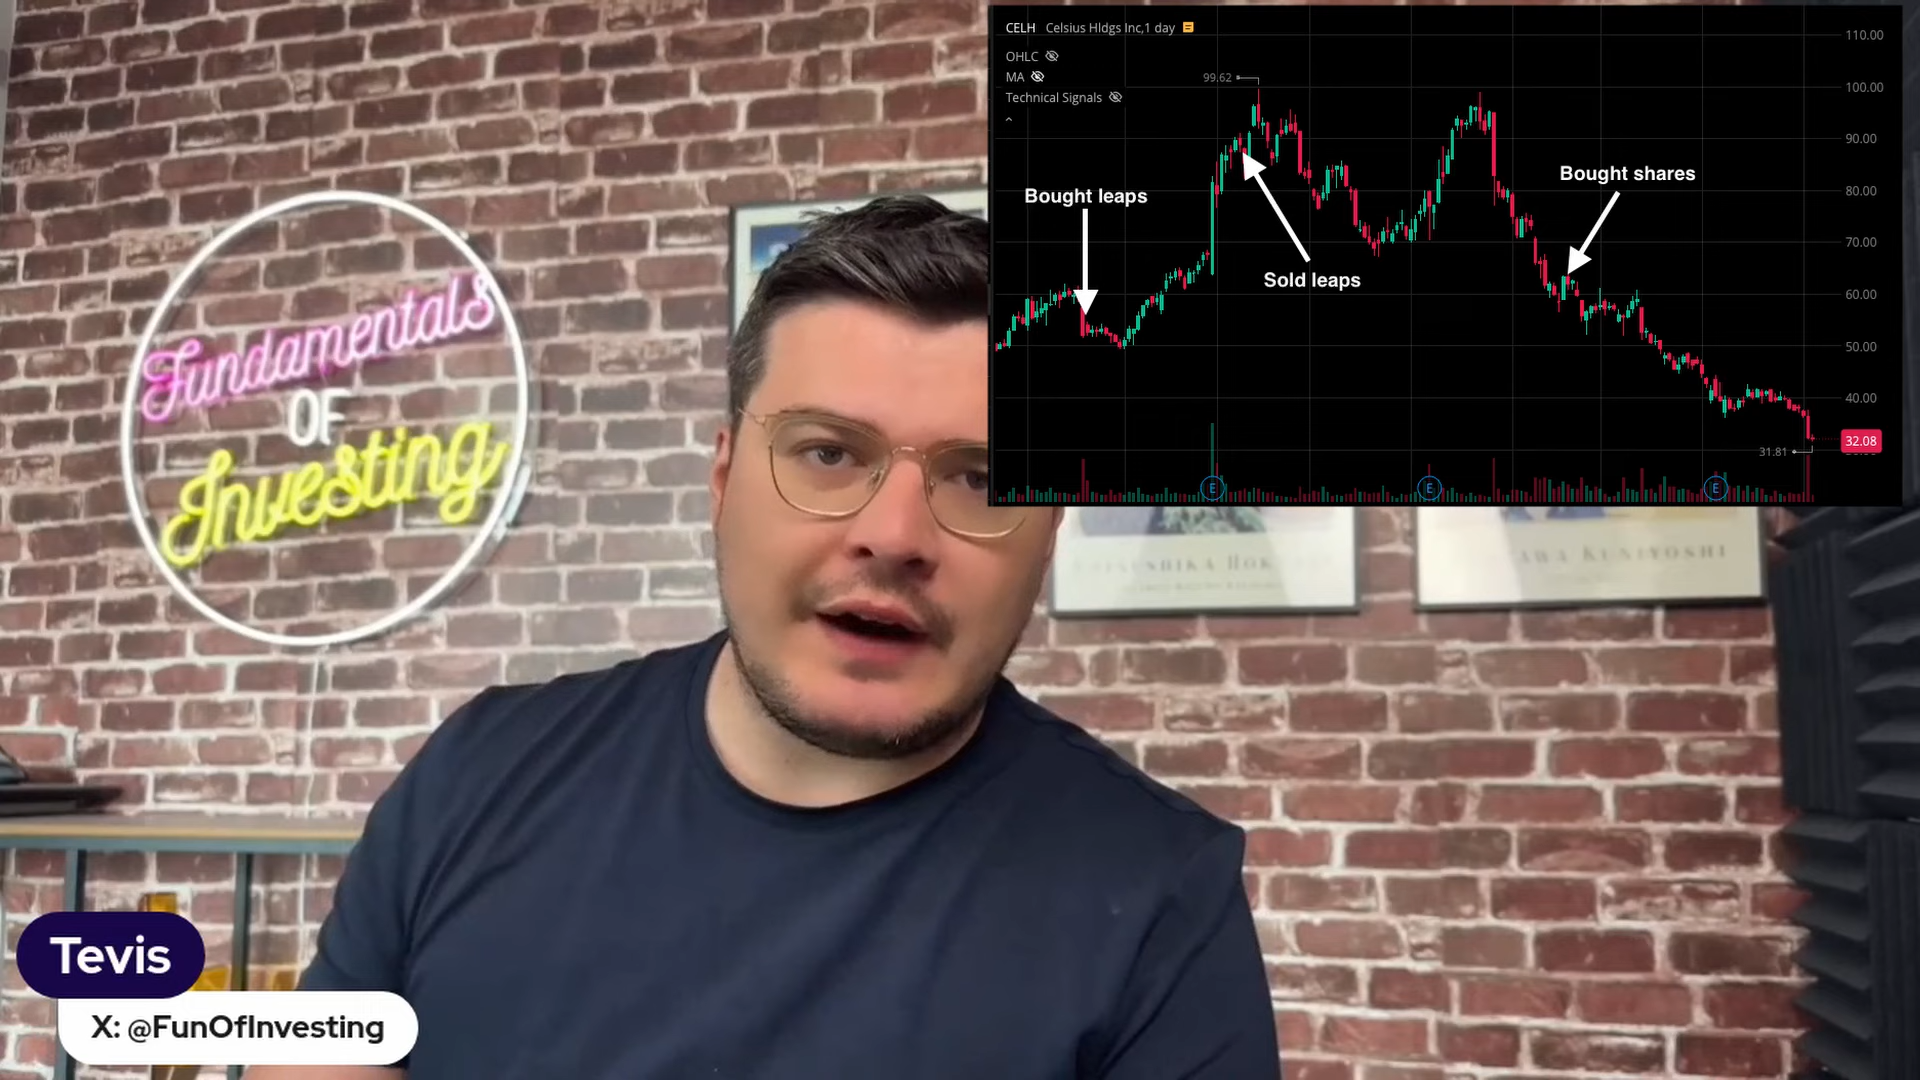 Fundamentals
OF
Investing
CELH Celsius Hldgs Inc,1 day
OHLC
MA
Technical Signals
99.62
Bought leaps
Sold leaps
Bought shares
110.00
100.00
90.00
80.00
70.00
60.00
50.00
40.00
32.08
31.81
E
E
E
KUNIYOSHI
Tevis
X: @FunOfInvesting